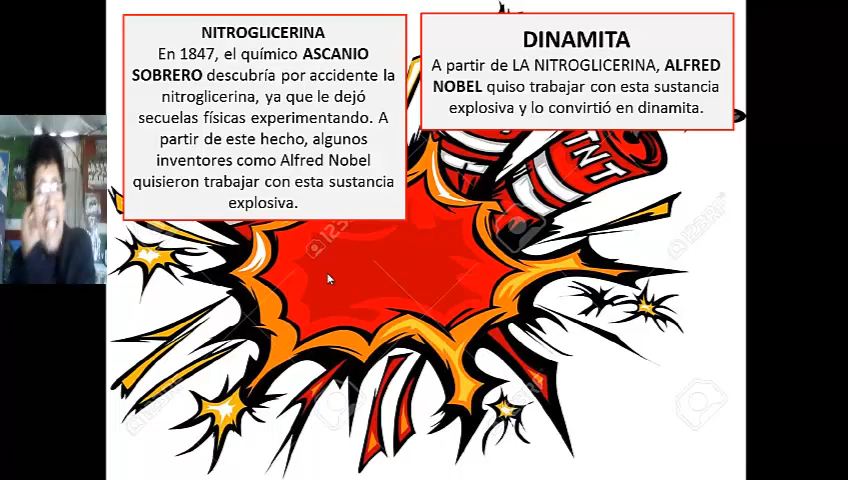 NITROGLICERINA
En 1847, el químico ASCANIO
SOBRERO descubría por accidente la
nitroglicerina, ya que le dejó
secuelas físicas experimentando. A
partir de este hecho, algunos
inventores como Alfred Nobel
quisieron trabajar con esta sustancia
explosiva.
DINAMITA
A partir de LA NITROGLICERINA, ALFRED
NOBEL quiso trabajar con esta sustancia
explosiva y lo convirtió en dinamita.
TNT
123RF
123RF